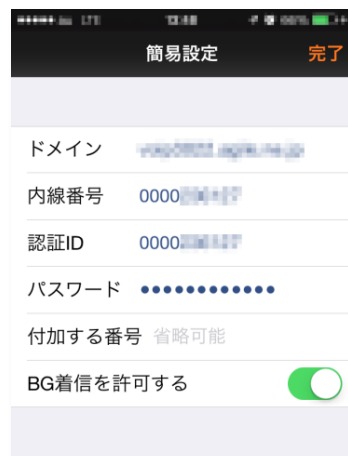 簡易設定 完了
ドメイン
内線番号 0000
認証ID 0000
パスワード ●●●●●●●●●●●●
付加する番号 省略可能
BG着信を許可する